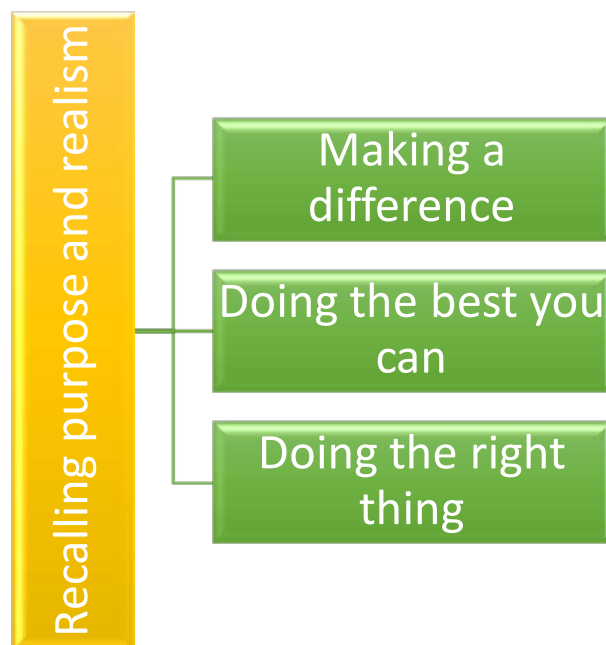 Recalling purpose and realism
Making a
difference
Doing the best you
can
Doing the right
thing